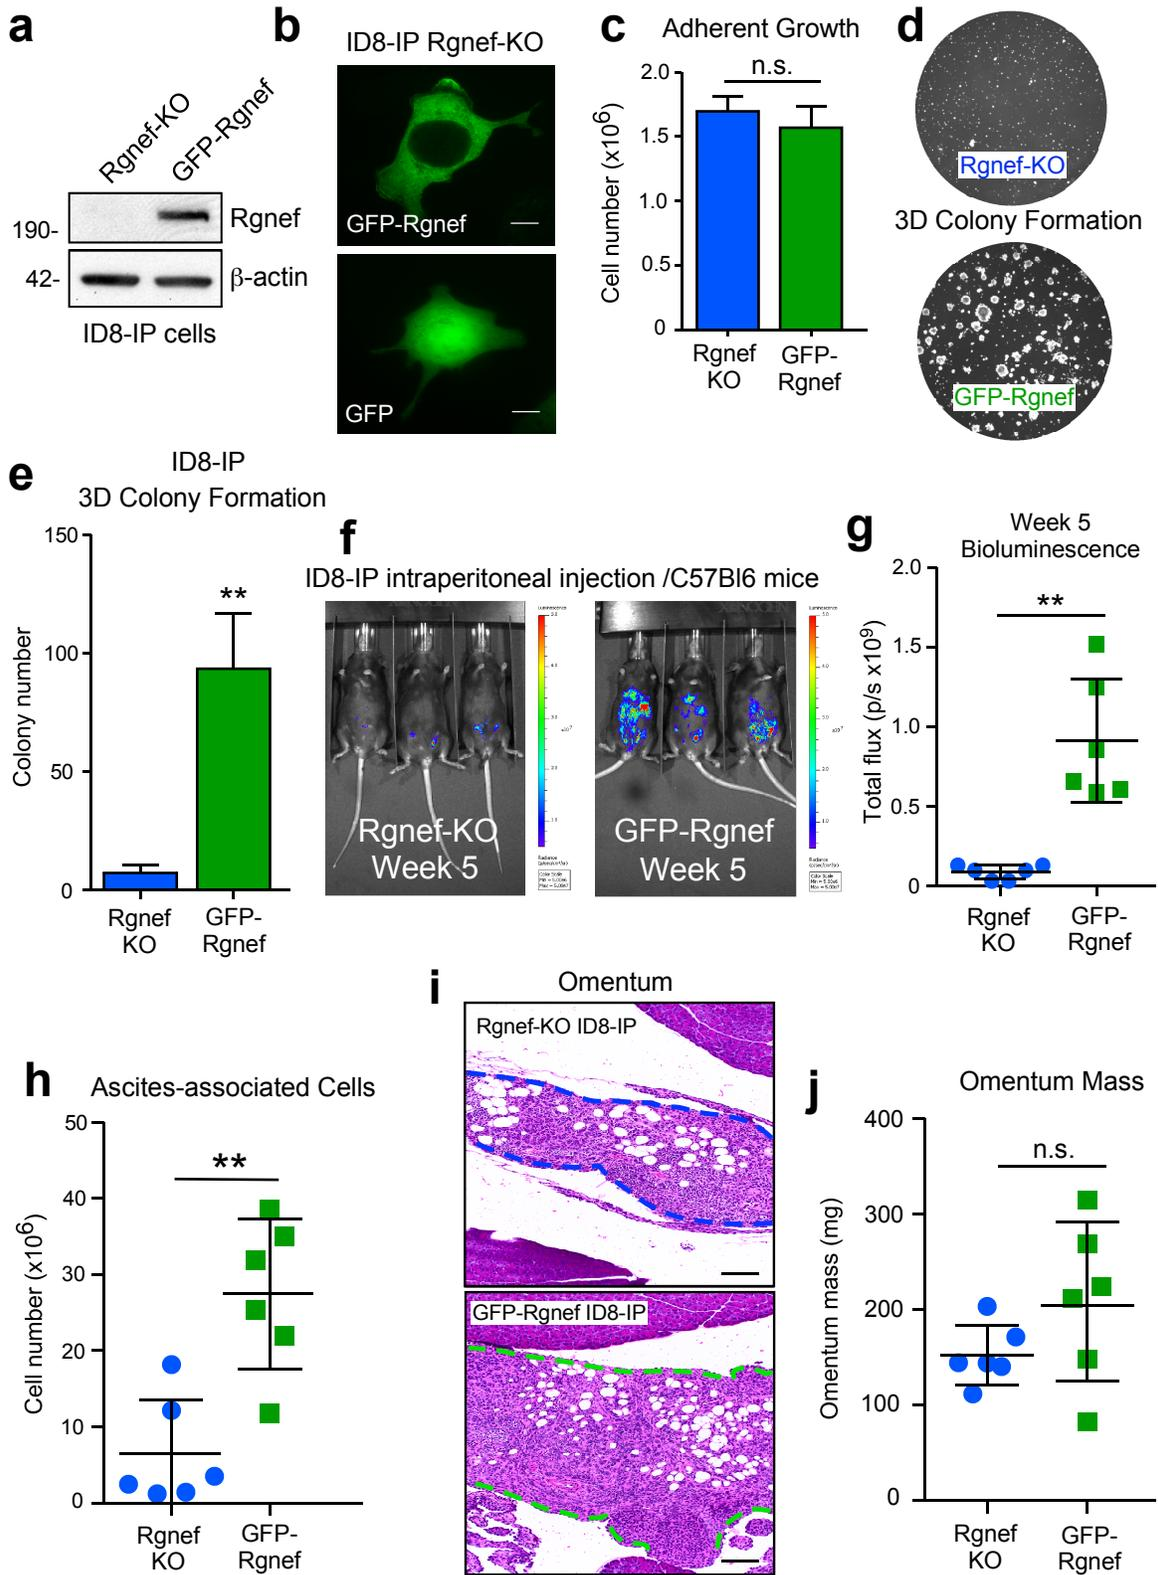 a
Rgnef-KO
GFP-Rgnef
190-
Rgnef
42-
β-actin
ID8-IP cells
b
ID8-IP Rgnef-KO
GFP-Rgnef
GFP
c
Adherent Growth
n.s.
2.0
1.5
1.0
0.5
0
Cell number (x10⁶)
Rgnef
KO
GFP-
Rgnef
d
Rgnef-KO
3D Colony Formation
GFP-Rgnef
e
ID8-IP
3D Colony Formation
150
100
50
0
Colony number
**
Rgnef
KO
GFP-
Rgnef
f
ID8-IP intraperitoneal injection /C57Bl6 mice
Rgnef-KO
Week 5
GFP-Rgnef
Week 5
g
Week 5
Bioluminescence
2.0
1.5
1.0
0.5
0
Total flux (p/s x10⁹)
**
Rgnef
KO
GFP-
Rgnef
h
Ascites-associated Cells
50
40
30
20
10
0
Cell number (x10⁶)
**
Rgnef
KO
GFP-
Rgnef
i
Omentum
Rgnef-KO ID8-IP
GFP-Rgnef ID8-IP
j
Omentum Mass
400
300
200
100
0
Omentum mass (mg)
n.s.
Rgnef
KO
GFP-
Rgnef